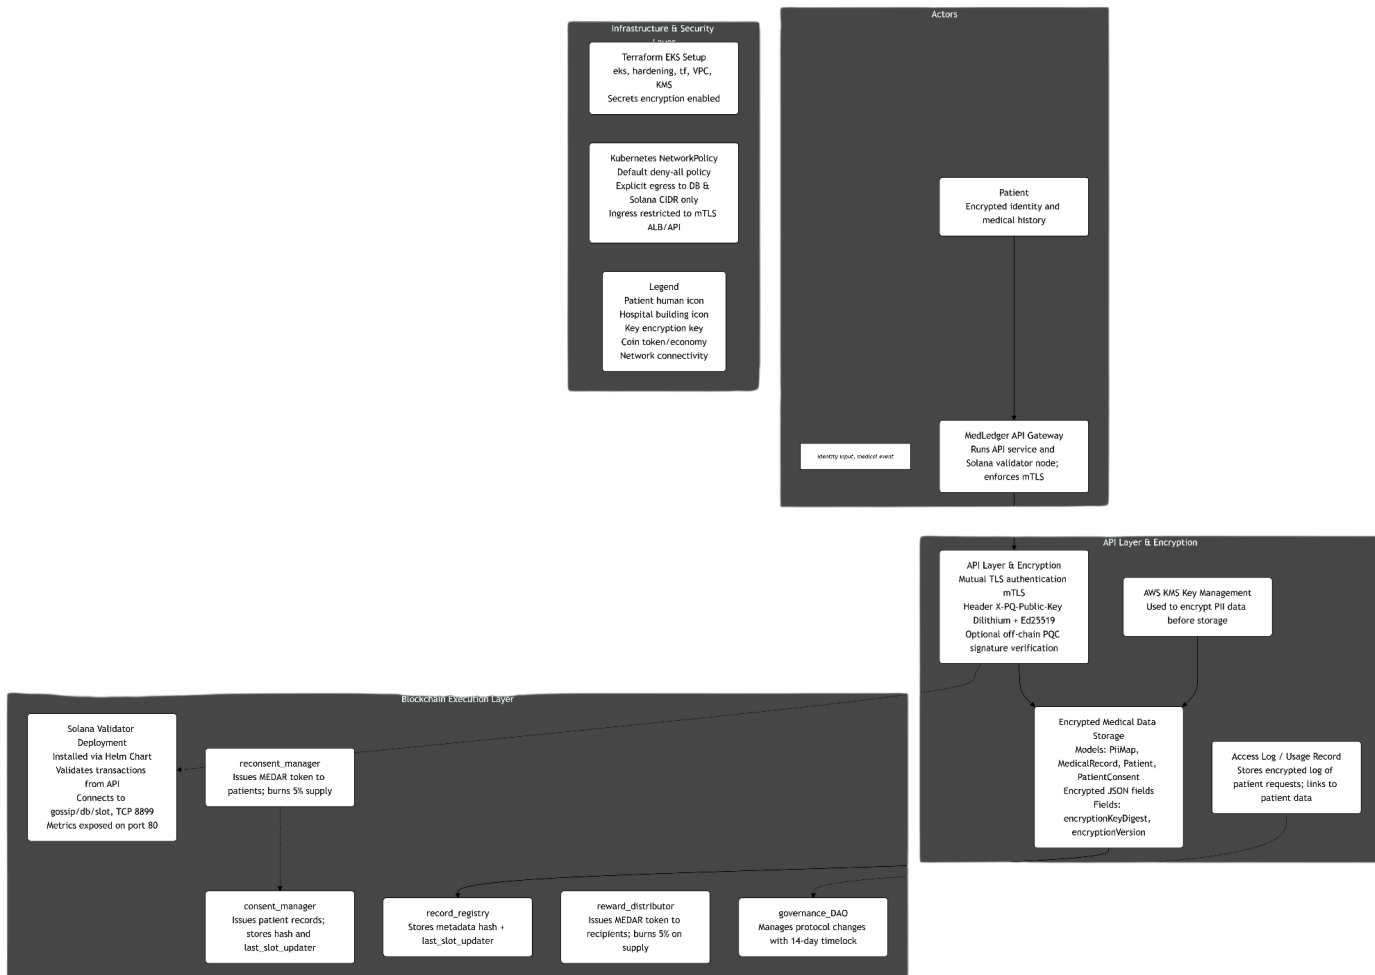 Infrastructure & Security
Layer
Terraform EKS Setup
eks, hardening, tf, VPC,
KMS
Secrets encryption enabled
Kubernetes NetworkPolicy
Default deny-all policy
Explicit egress to DB &
Solana CIDR only
Ingress restricted to mTLS
ALB/API
Legend
Patient human icon
Hospital building icon
Key encryption key
Coin token/economy
Network connectivity
Actors
Patient
Encrypted identity and
medical history
Identity input, medical event
MedLedger API Gateway
Runs API service and
Solana validator node;
enforces mTLS
API Layer & Encryption
API Layer & Encryption
Mutual TLS authentication
mTLS
Header X-PQ-Public-Key
Dilithium + Ed25519
Optional off-chain PQC
signature verification
AWS KMS Key Management
Used to encrypt PII data
before storage
Encrypted Medical Data
Storage
Models: PiiMap,
MedicalRecord, Patient,
PatientConsent
Encrypted JSON fields
Fields:
encryptionKeyDigest,
encryptionVersion
Access Log / Usage Record
Stores encrypted log of
patient requests; links to
patient data
Blockchain Execution Layer
Solana Validator
Deployment
Installed via Helm Chart
Validates transactions
from API
Connects to
gossip/db/slot, TCP 8899
Metrics exposed on port 80
reconsent_manager
Issues MEDAR token to
patients; burns 5% supply
consent_manager
Issues patient records;
stores hash and
last_slot_updater
record_registry
Stores metadata hash +
last_slot_updater
reward_distributor
Issues MEDAR token to
recipients; burns 5% on
supply
governance_DAO
Manages protocol changes
with 14-day timelock